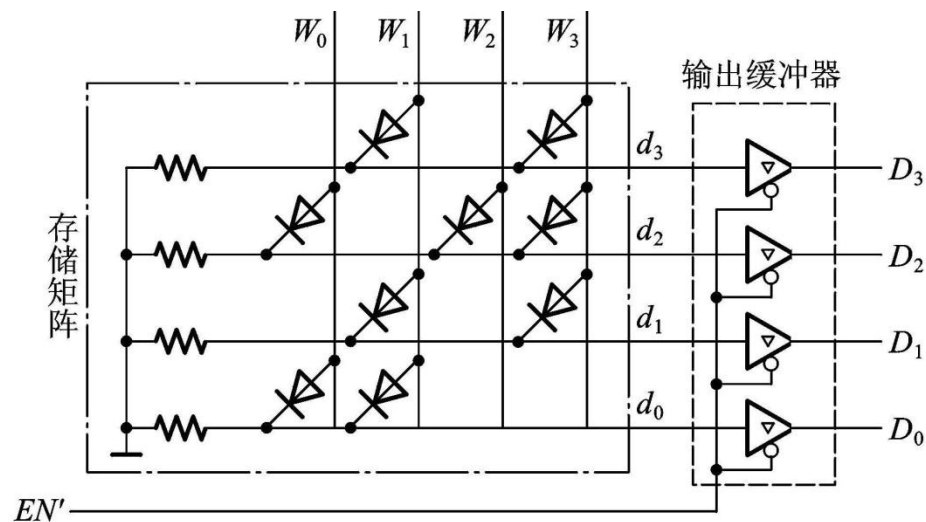 W₀ W₁ W₂ W₃
输出缓冲器
d₃ D₃
存储矩阵
d₂ D₂
d₁ D₁
d₀ D₀
EN′